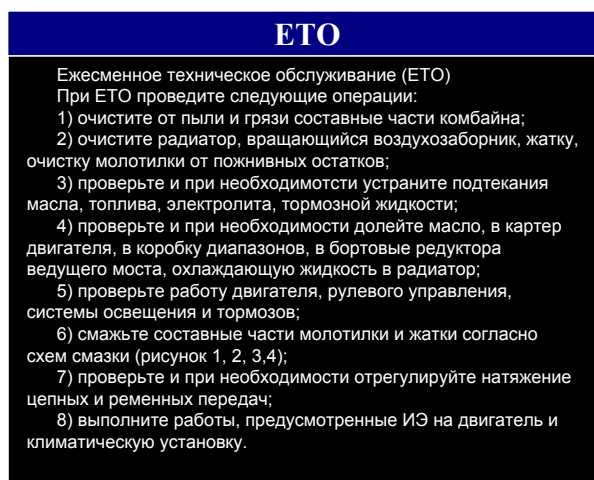 ЕТО
Ежесменное техническое обслуживание (ЕТО)
При ЕТО проведите следующие операции:
1) очистите от пыли и грязи составные части комбайна;
2) очистите радиатор, вращающийся воздухозаборник, жатку,
очистку молотилки от пожнивных остатков;
3) проверьте и при необходимотсти устраните подтекания
масла, топлива, электролита, тормозной жидкости;
4) проверьте и при необходимости долейте масло, в картер
двигателя, в коробку диапазонов, в бортовые редуктора
ведущего моста, охлаждающую жидкость в радиатор;
5) проверьте работу двигателя, рулевого управления,
системы освещения и тормозов;
6) смажьте составные части молотилки и жатки согласно
схем смазки (рисунок 1, 2, 3,4);
7) проверьте и при необходимости отрегулируйте натяжение
цепных и ременных передач;
8) выполните работы, предусмотренные ИЭ на двигатель и
климатическую установку.